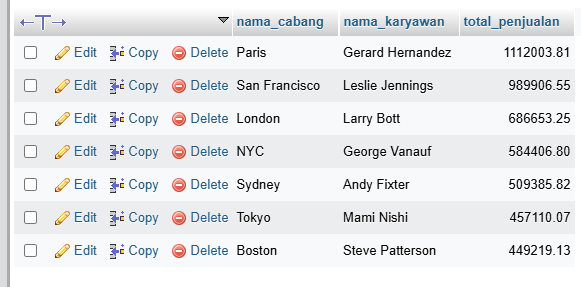 nama_cabang nama_karyawan total_penjualan
Edit Copy Delete Paris Gerard Hernandez 1112003.81
Edit Copy Delete San Francisco Leslie Jennings 989906.55
Edit Copy Delete London Larry Bott 686653.25
Edit Copy Delete NYC George Vanauf 584406.80
Edit Copy Delete Sydney Andy Fixter 509385.82
Edit Copy Delete Tokyo Mami Nishi 457110.07
Edit Copy Delete Boston Steve Patterson 449219.13